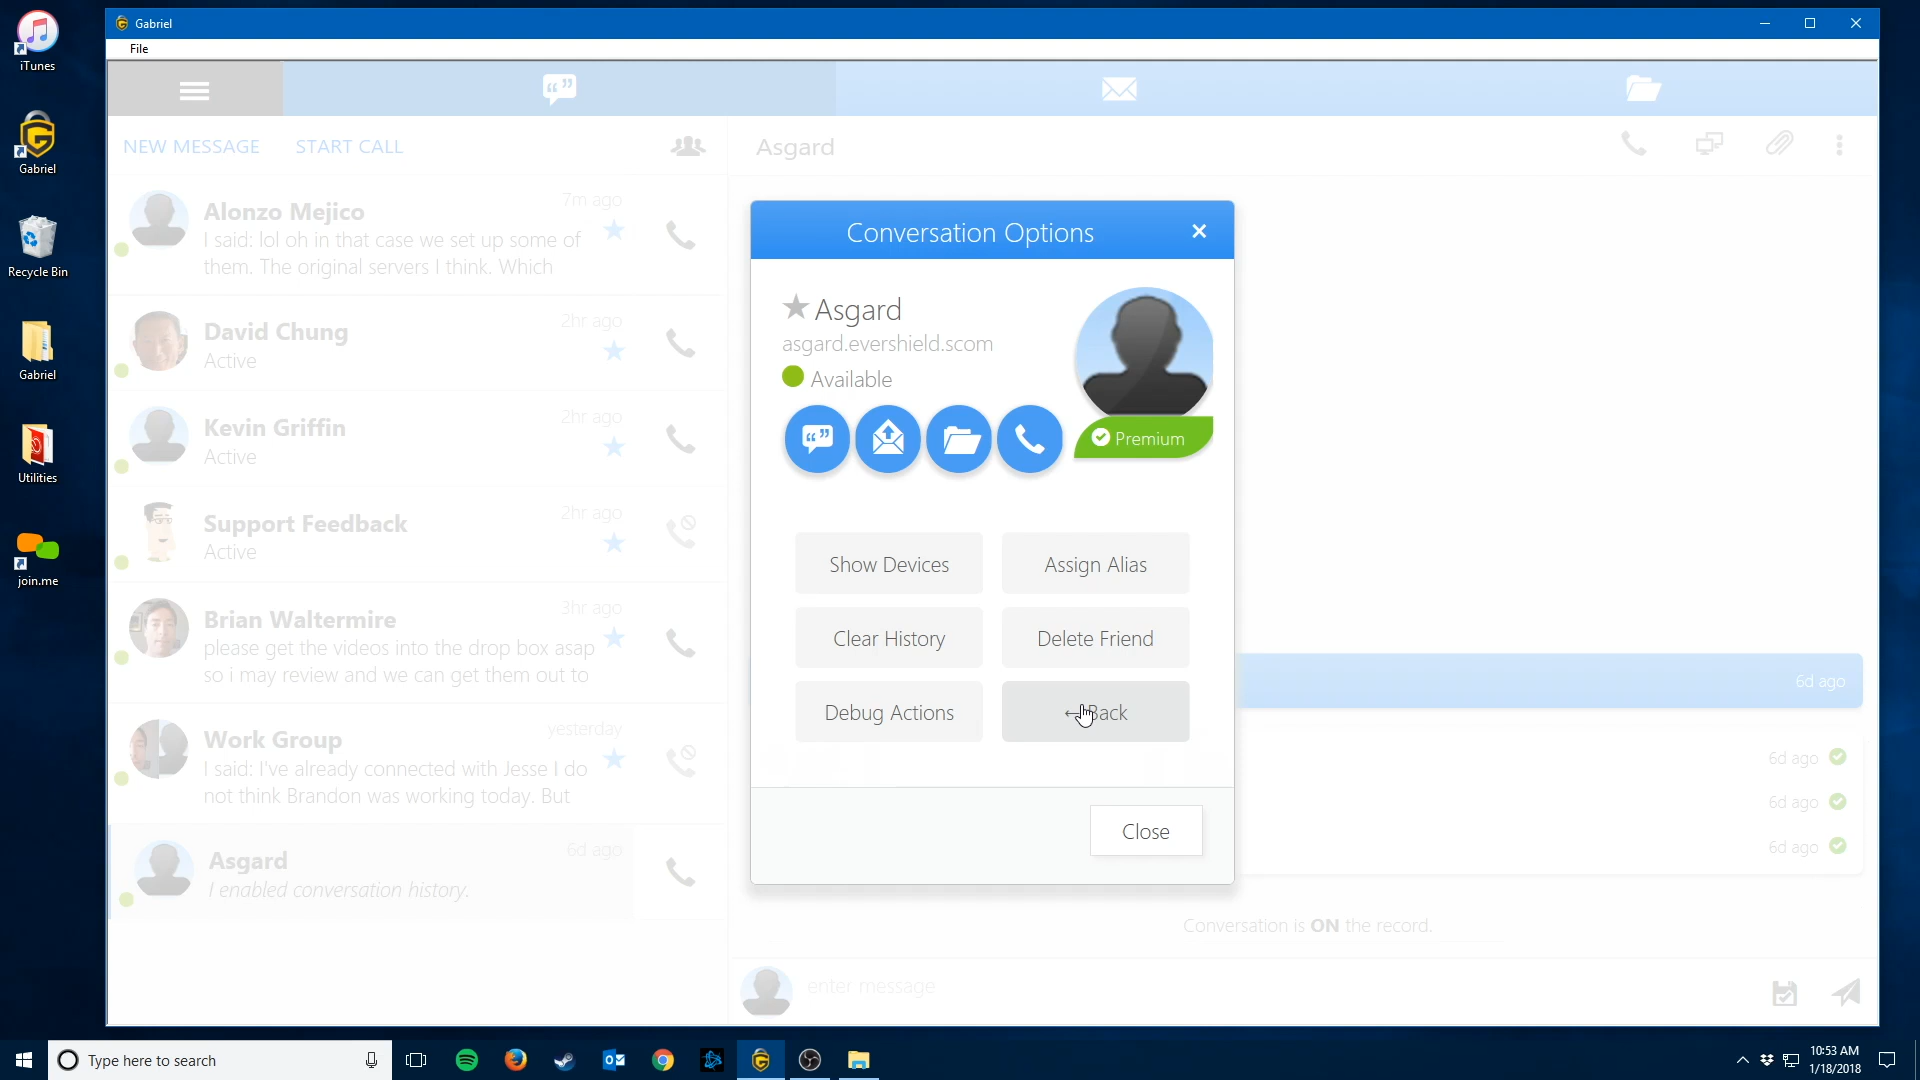 iTunes
Gabriel
Recycle Bin
Gabriel
Utilities
join.me
Gabriel
File
NEW MESSAGE
START CALL
Alonzo Mejico
7m ago
I said: lol oh in that case we set up some of
them. The original servers I think. Which
David Chung
2hr ago
Active
Kevin Griffin
2hr ago
Active
Support Feedback
2hr ago
Active
Brian Waltermire
3hr ago
please get the videos into the drop box asap
so i may review and we can get them out to
Work Group
yesterday
I said: I've already connected with Jesse I do
not think Brandon was working today. But
Asgard
6d ago
I enabled conversation history.
Asgard
Conversation Options
Asgard
asgard.evershield.scom
Available
Premium
Show Devices
Assign Alias
Clear History
Delete Friend
Debug Actions
←Back
Close
6d ago
6d ago
6d ago
6d ago
Conversation is ON the record.
enter message
Type here to search
10:53 AM
1/18/2018